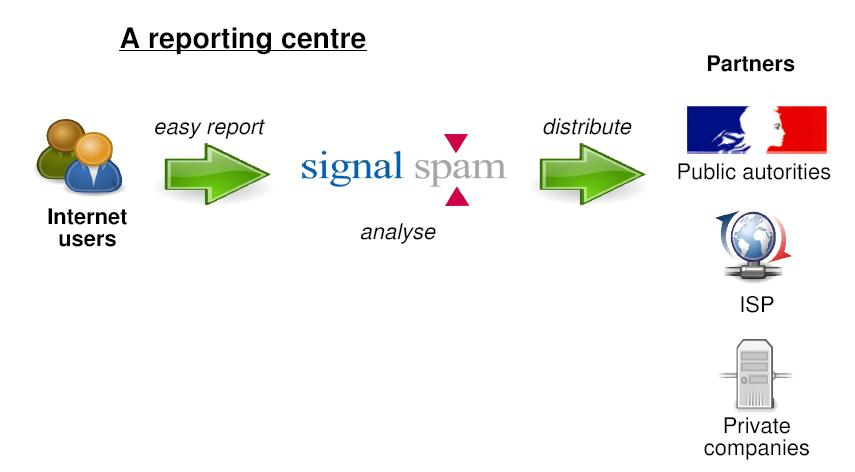 A reporting centre
Partners
easy report
distribute
signal spam
Public autorities
Internet
users
analyse
ISP
Private
companies